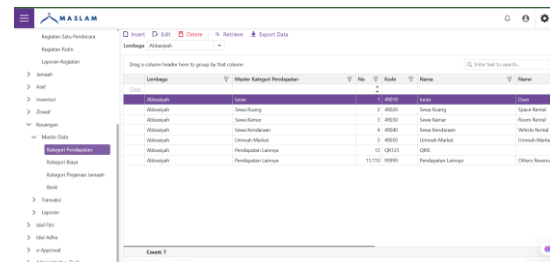 MASLAM
Insert Edit Delete Retrieve Export Data
Lembaga Abbasiyah
Drag a column header here to group by that column
Enter text to search...
Lembaga Master Kategori Pendapatan No Kode Nama Name
Clear
Abbasiyah Iuran 1 49010 Iuran Dues
Abbasiyah Sewa Ruang 2 49020 Sewa Ruang Space Rental
Abbasiyah Sewa Kamar 3 49030 Sewa Kamar Room Rental
Abbasiyah Sewa Kendaraan 4 49040 Sewa Kendaraan Vehicle Rental
Abbasiyah Ummah Market 5 49050 Ummah Market Ummah Marke
Abbasiyah Pendapatan Lainnya 12 QR123 QRIS
Abbasiyah Pendapatan Lainnya 11,110 99999 Pendapatan Lainnya Others Revenu
Count: 7
Kegiatan Satu Pembicara
Kegiatan Rutin
Laporan Kegiatan
Jamaah
Aset
Inventori
Ziswaf
Keuangan
Master Data
Kategori Pendapatan
Kategori Biaya
Kategori Pinjaman Jamaah
Bank
Transaksi
Laporan
Idul Fitri
Idul Adha
e-Approval